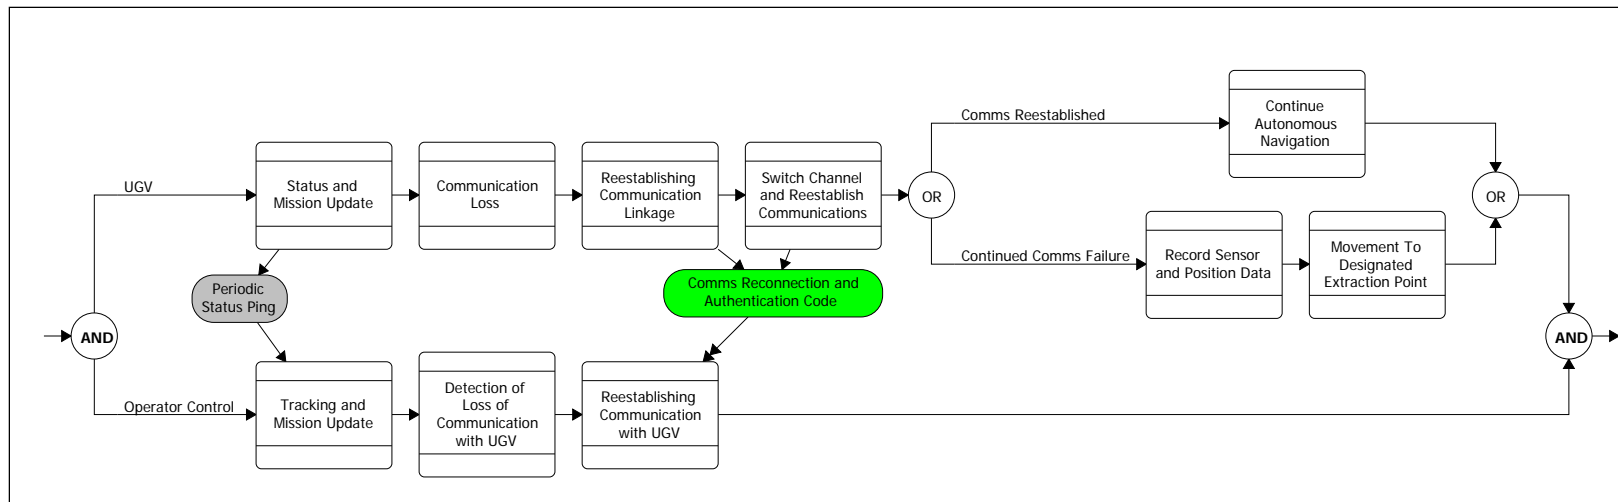 Comms Reestablished
Continue
Autonomous
Navigation
UGV
Status and
Mission Update
Communication
Loss
Reestablishing
Communication
Linkage
Switch Channel
and Reestablish
Communications
OR
OR
Continued Comms Failure
Record Sensor
and Position Data
Movement To
Designated
Extraction Point
Periodic
Status Ping
Comms Reconnection and
Authentication Code
AND
AND
Operator Control
Tracking and
Mission Update
Detection of
Loss of
Communication
with UGV
Reestablishing
Communication
with UGV